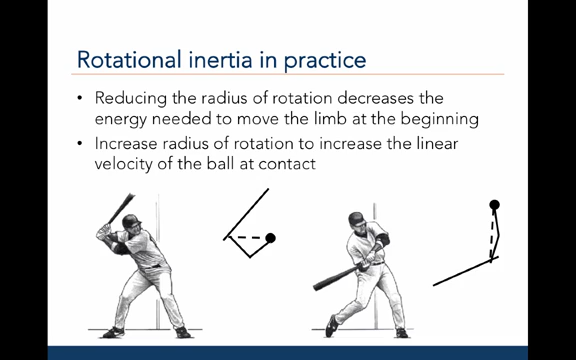 Rotational inertia in practice
• Reducing the radius of rotation decreases the
energy needed to move the limb at the beginning
• Increase radius of rotation to increase the linear
velocity of the ball at contact